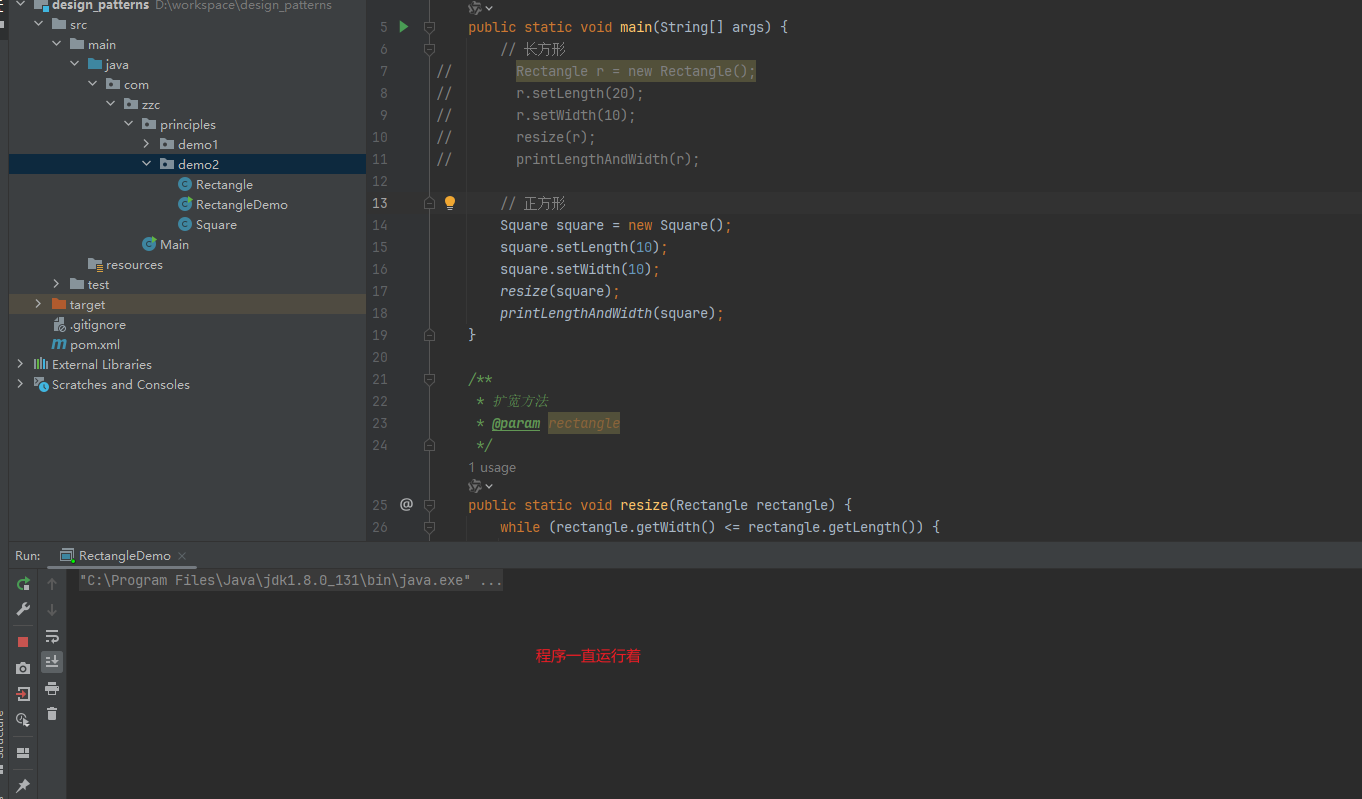 design_patterns D:\workspace\design_patterns
src
main
java
com
zzc
principles
demo1
demo2
Rectangle
RectangleDemo
Square
Main
resources
test
target
.gitignore
pom.xml
External Libraries
Scratches and Consoles
5 public static void main(String[] args) {
6 // 长方形
7 // Rectangle r = new Rectangle();
8 // r.setLength(20);
9 // r.setWidth(10);
10 // resize(r);
11 // printLengthAndWidth(r);
12
13 // 正方形
14 Square square = new Square();
15 square.setLength(10);
16 square.setWidth(10);
17 resize(square);
18 printLengthAndWidth(square);
19 }
20
21 /**
22 * 扩宽方法
23 * @param rectangle
24 */
1 usage
25 @ public static void resize(Rectangle rectangle) {
26 while (rectangle.getWidth() <= rectangle.getLength()) {
Run: RectangleDemo
"C:\Program Files\Java\jdk1.8.0_131\bin\java.exe" ...
程序一直运行着